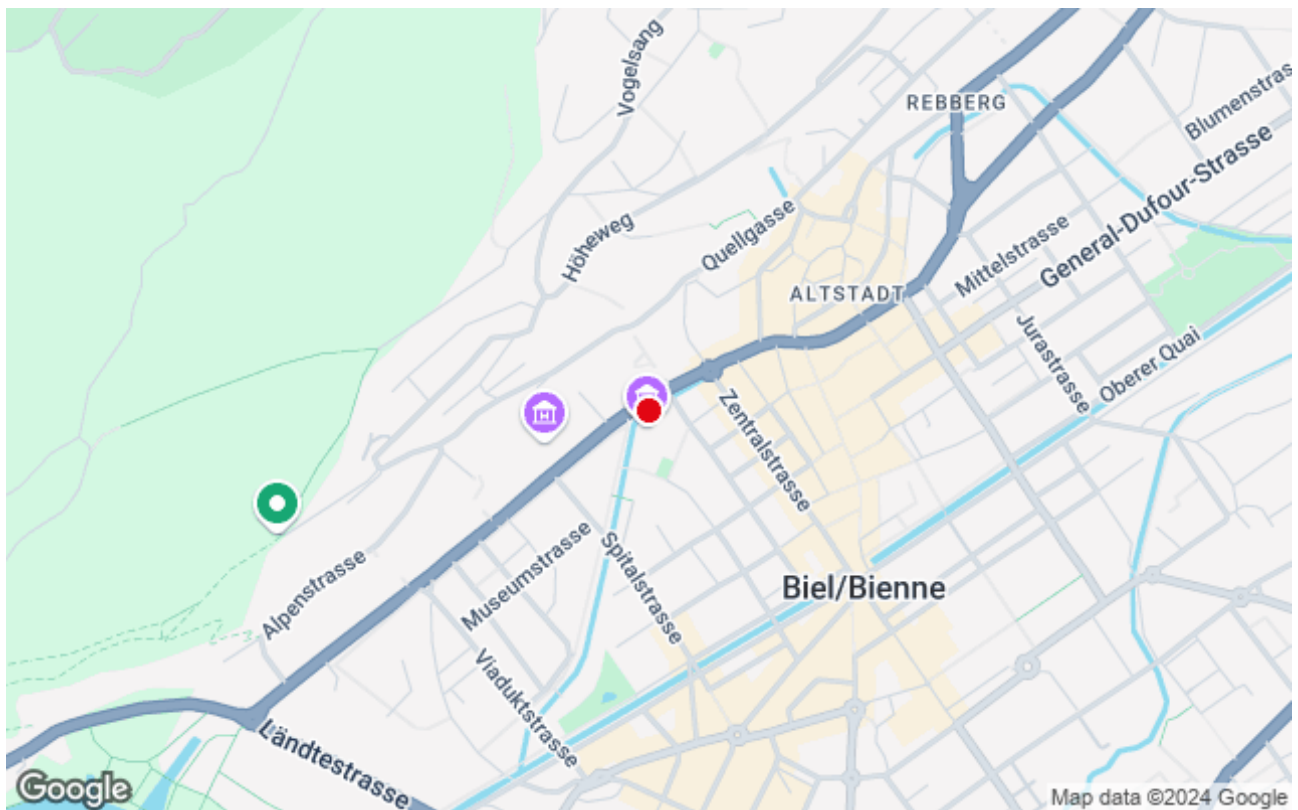 Vogelsang
REBBERG
Blumenstras
General-Dufour-Strasse
Höheweg
Quellgasse
Mittelstrasse
ALTSTADT
Jurastrasse
Oberer Quai
Zentralstrasse
Alpenstrasse
Museumstrasse
Spitalstrasse
Biel/Bienne
Viaduktstrasse
Ländtestrasse
Google
Map data ©2024 Google